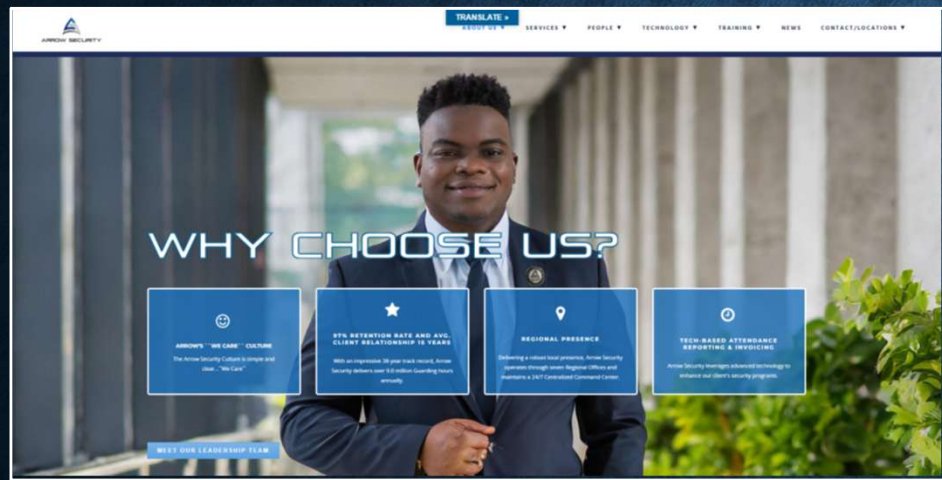 TRANSLATE »
ARROW SECURITY
ABOUT US ▼ SERVICES ▼ PEOPLE ▼ TECHNOLOGY ▼ TRAINING ▼ NEWS CONTACT/LOCATIONS ▼
WHY CHOOSE US?
ARROW'S ``WE CARE`` CULTURE
The Arrow Security Culture is simple and
clear... "We Care"
97% RETENTION RATE AND AVG.
CLIENT RELATIONSHIP 15 YEARS
With an impressive 38-year track record, Arrow
Security delivers over 9.0 million Guarding Hours
annually.
REGIONAL PRESENCE
Delivering a robust local presence, Arrow Security
operates through seven Regional Offices and
maintains a 24/7 Centralized Command Center.
TECH-BASED ATTENDANCE
REPORTING & INVOICING
Arrow Security leverages advanced technology to
enhance our client's security programs.
MEET OUR LEADERSHIP TEAM